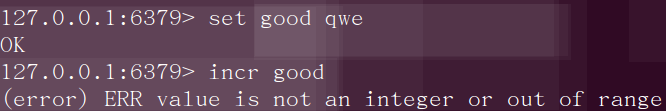 127.0.0.1:6379> set good qwe
OK
127.0.0.1:6379> incr good
(error) ERR value is not an integer or out of range